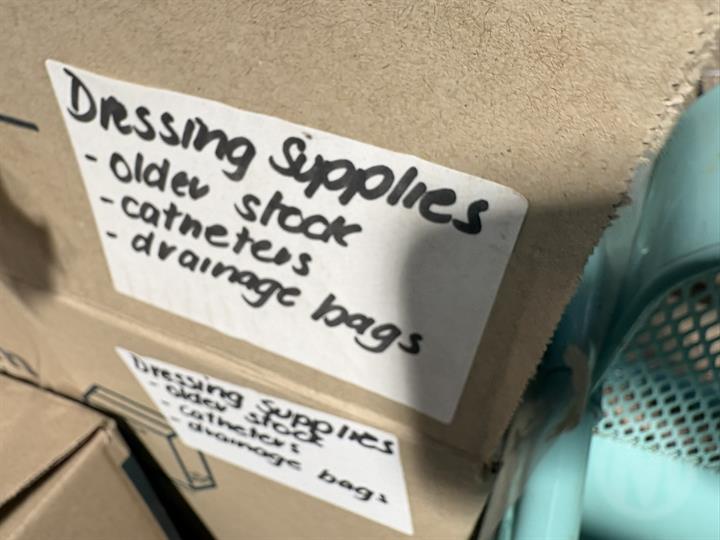 Dressing Supplies
- older stock
- catheters
- drainage bags
Dressing Supplies
- older stock
- catheters
- drainage bags